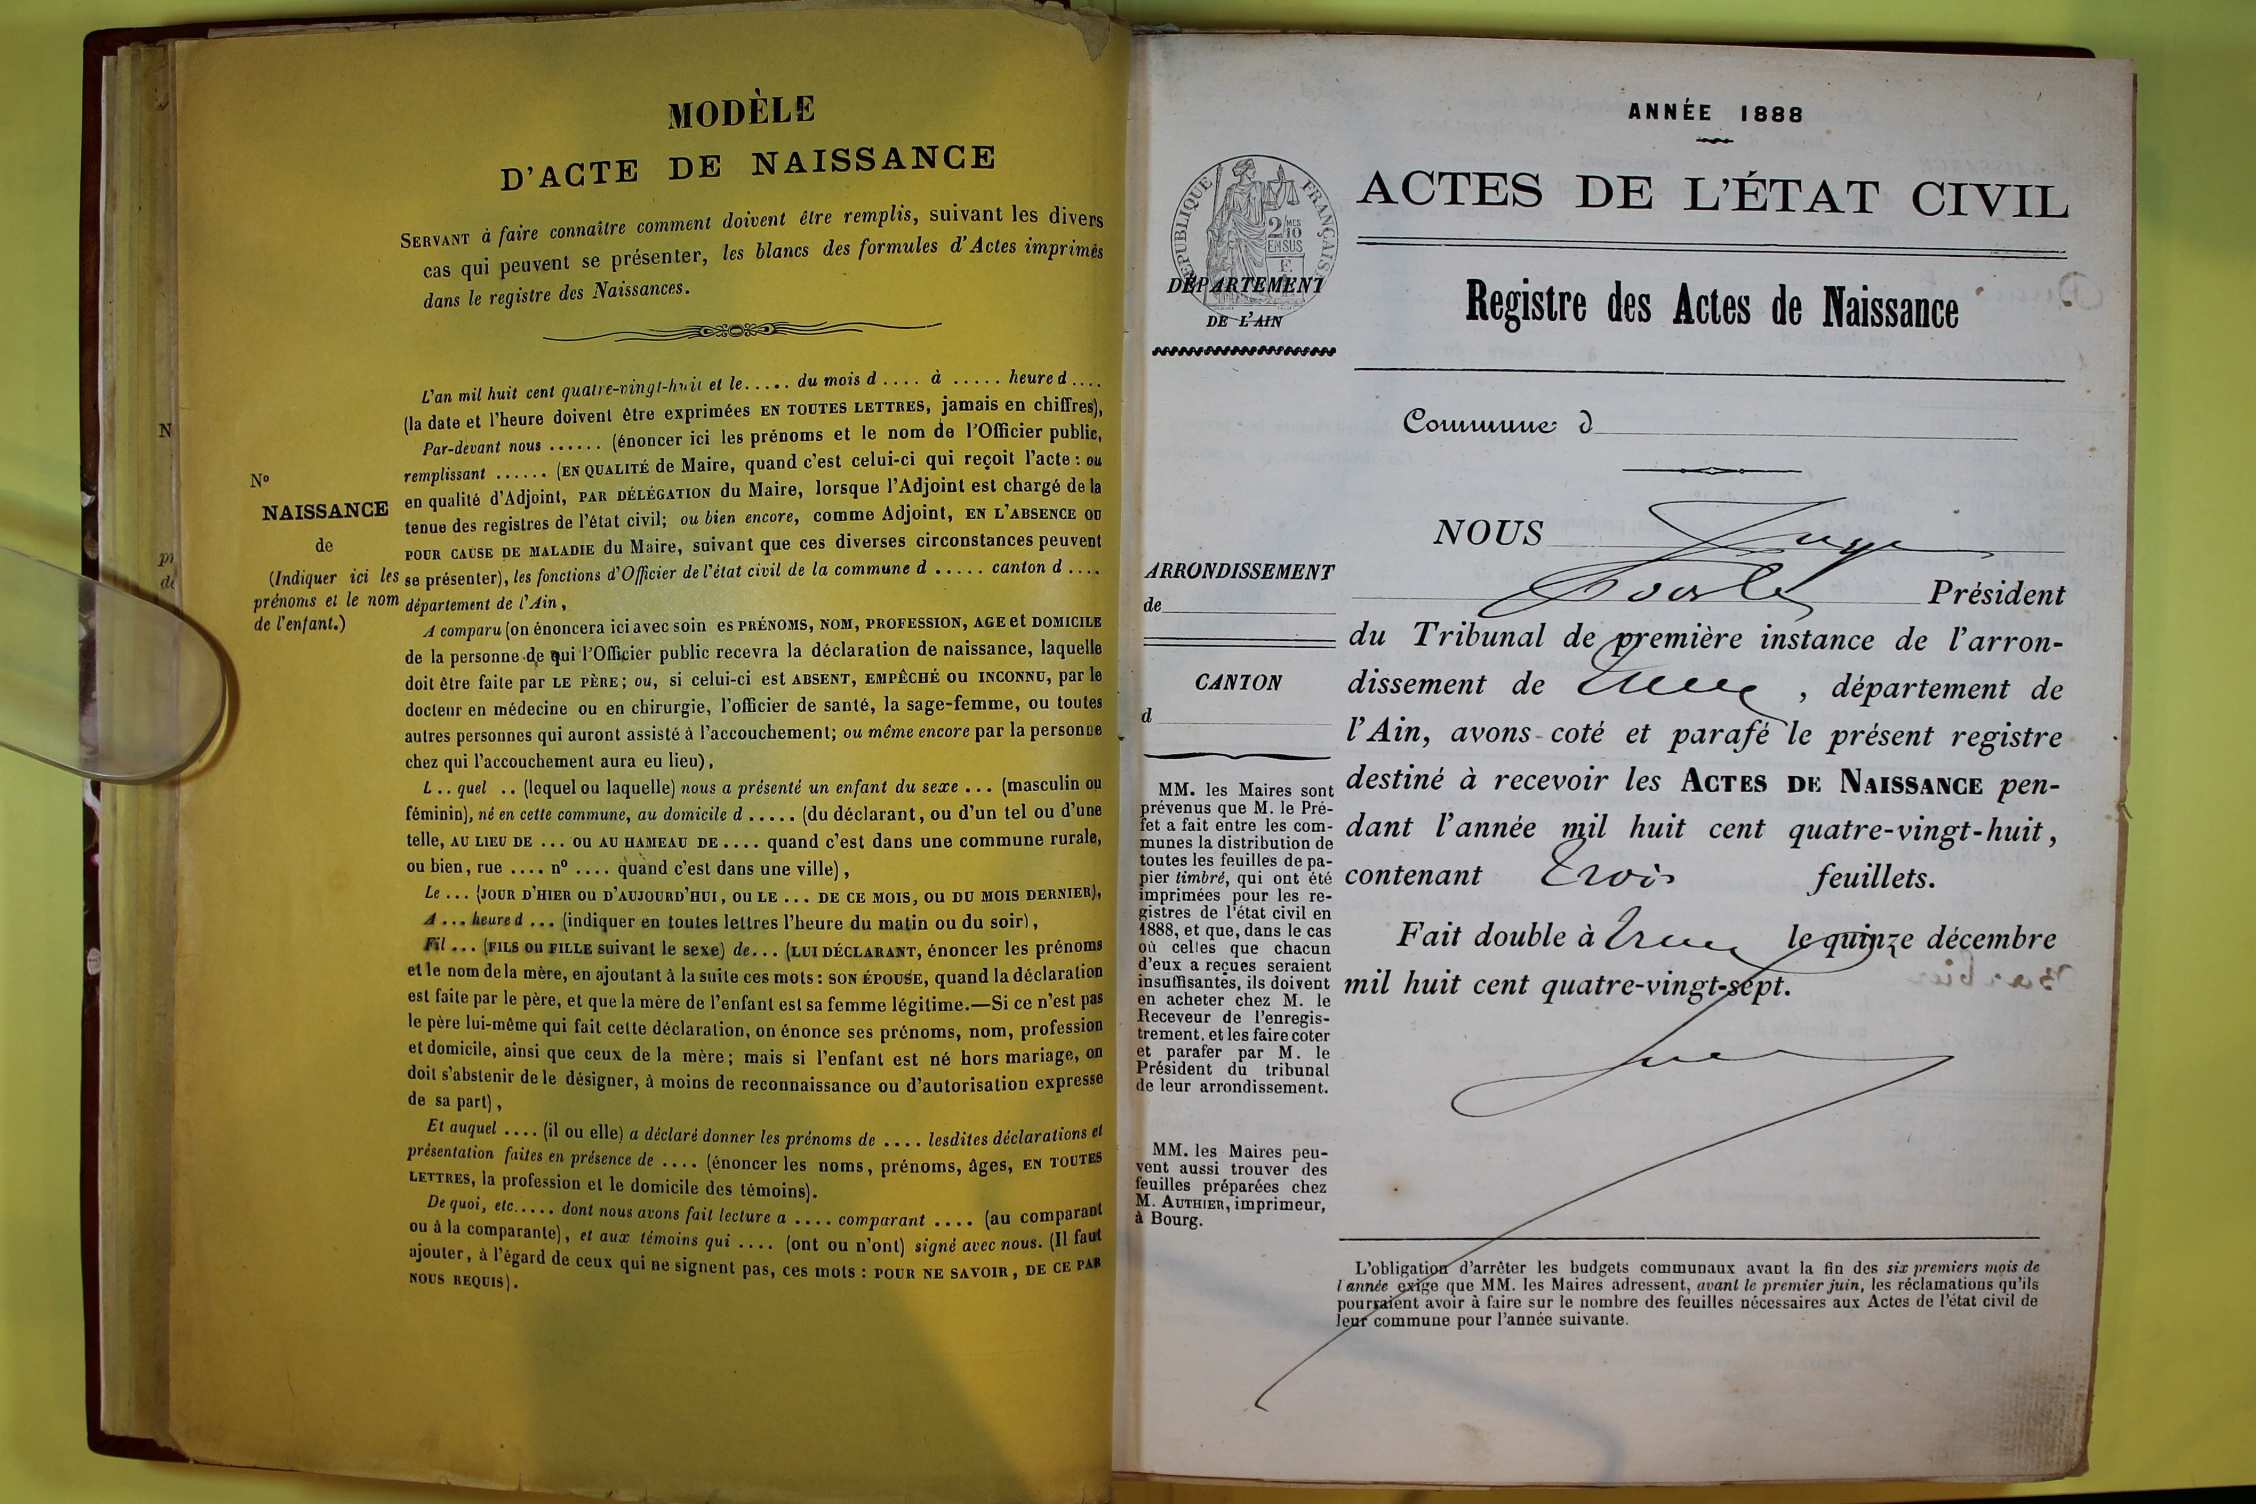 MODÈLE
D'ACTE DE NAISSANCE
SERVANT à faire connaître comment doivent être remplis, suivant les divers
cas qui peuvent se présenter, les blancs des formules d'Actes imprimés
dans le registre des Naissances.
N
pr
de
N°
NAISSANCE
de
(Indiquer ici les
prénoms et le nom
de l'enfant.)
L'an mil huit cent quatre-vingt-huit et le..... du mois d .... à ..... heure d ....
(la date et l'heure doivent être exprimées EN TOUTES LETTRES, jamais en chiffres),
Par-devant nous ...... (énoncer ici les prénoms et le nom de l'Officier public,
remplissant ...... (EN QUALITÉ de Maire, quand c'est celui-ci qui reçoit l'acte : ou
en qualité d'Adjoint, PAR DÉLÉGATION du Maire, lorsque l'Adjoint est chargé de la
tenue des registres de l'état civil; ou bien encore, comme Adjoint, EN L'ABSENCE OU
POUR CAUSE DE MALADIE du Maire, suivant que ces diverses circonstances peuvent
se présenter), les fonctions d'Officier de l'état civil de la commune d ..... canton d ....
département de l'Ain,
A comparu (on énoncera ici avec soin es PRÉNOMS, NOM, PROFESSION, AGE et DOMICILE
de la personne de qui l'Officier public recevra la déclaration de naissance, laquelle
doit être faite par LE PÈRE; ou, si celui-ci est ABSENT, EMPÊCHÉ OU INCONNU, par le
docteur en médecine ou en chirurgie, l'officier de santé, la sage-femme, ou toutes
autres personnes qui auront assisté à l'accouchement; ou même encore par la personne
chez qui l'accouchement aura eu lieu),
L .. quel .. (lequel ou laquelle) nous a présenté un enfant du sexe ... (masculin ou
féminin), né en cette commune, au domicile d ..... (du déclarant, ou d'un tel ou d'une
telle, AU LIEU DE ... OU AU HAMEAU DE .... quand c'est dans une commune rurale,
ou bien, rue .... n° .... quand c'est dans une ville),
Le ... (JOUR D'HIER OU D'AUJOURD'HUI, OU LE ... DE CE MOIS, OU DU MOIS DERNIER),
A ... heure d ... (indiquer en toutes lettres l'heure du matin ou du soir),
Fil ... (FILS OU FILLE suivant le sexe) de... (LUI DÉCLARANT, énoncer les prénoms
et le nom de la mère, en ajoutant à la suite ces mots : SON ÉPOUSE, quand la déclaration
est faite par le père, et que la mère de l'enfant est sa femme légitime.—Si ce n'est pas
le père lui-même qui fait cette déclaration, on énonce ses prénoms, nom, profession
et domicile, ainsi que ceux de la mère; mais si l'enfant est né hors mariage, on
doit s'abstenir de le désigner, à moins de reconnaissance ou d'autorisation expresse
de sa part),
Et auquel .... (il ou elle) a déclaré donner les prénoms de .... lesdites déclarations et
présentation faites en présence de .... (énoncer les noms, prénoms, âges, EN TOUTES
LETTRES, la profession et le domicile des témoins).
De quoi, etc..... dont nous avons fait lecture a .... comparant .... (au comparant
ou à la comparante), et aux témoins qui .... (ont ou n'ont) signé avec nous. (Il faut
ajouter, à l'égard de ceux qui ne signent pas, ces mots : POUR NE SAVOIR, DE CE PAR
NOUS REQUIS).
ANNÉE 1888
ACTES DE L'ÉTAT CIVIL
RÉPUBLIQUE FRANÇAISE
2/10
EN SUS
E
DÉPARTEMENT
DE L'AIN
Registre des Actes de Naissance
Commune d
ARRONDISSEMENT
de
CANTON
d
MM. les Maires sont
prévenus que M. le Pré-
fet a fait entre les com-
munes la distribution de
toutes les feuilles de pa-
pier timbré, qui ont été
imprimées pour les re-
gistres de l'état civil en
1888, et que, dans le cas
où celles que chacun
d'eux a reçues seraient
insuffisantes, ils doivent
en acheter chez M. le
Receveur de l'enregis-
trement, et les faire coter
et parafer par M. le
Président du tribunal
de leur arrondissement.
MM. les Maires peu-
vent aussi trouver des
feuilles préparées chez
M. AUTHIER, imprimeur,
à Bourg.
NOUS
Président
du Tribunal de première instance de l'arron-
dissement de , département de
l'Ain, avons coté et parafé le présent registre
destiné à recevoir les ACTES DE NAISSANCE pen-
dant l'année mil huit cent quatre-vingt-huit,
contenant Trois feuillets.
Fait double à le quinze décembre
mil huit cent quatre-vingt-sept.
L'obligation d'arrêter les budgets communaux avant la fin des six premiers mois de
l'année exige que MM. les Maires adressent, avant le premier juin, les réclamations qu'ils
pourraient avoir à faire sur le nombre des feuilles nécessaires aux Actes de l'état civil de
leur commune pour l'année suivante.